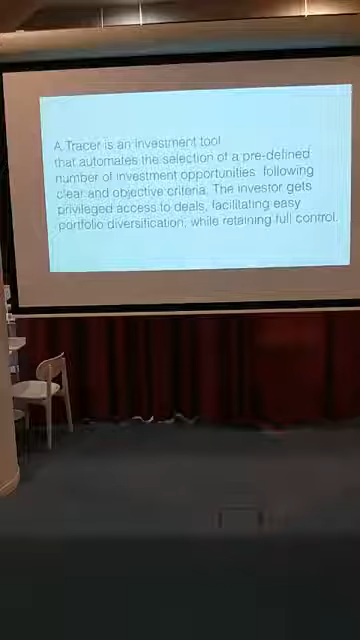 A Tracer is an investment tool
that automates the selection of a pre-defined
number of investment opportunities following
clear and objective criteria. The investor gets
privileged access to deals, facilitating easy
portfolio diversification, while retaining full control.